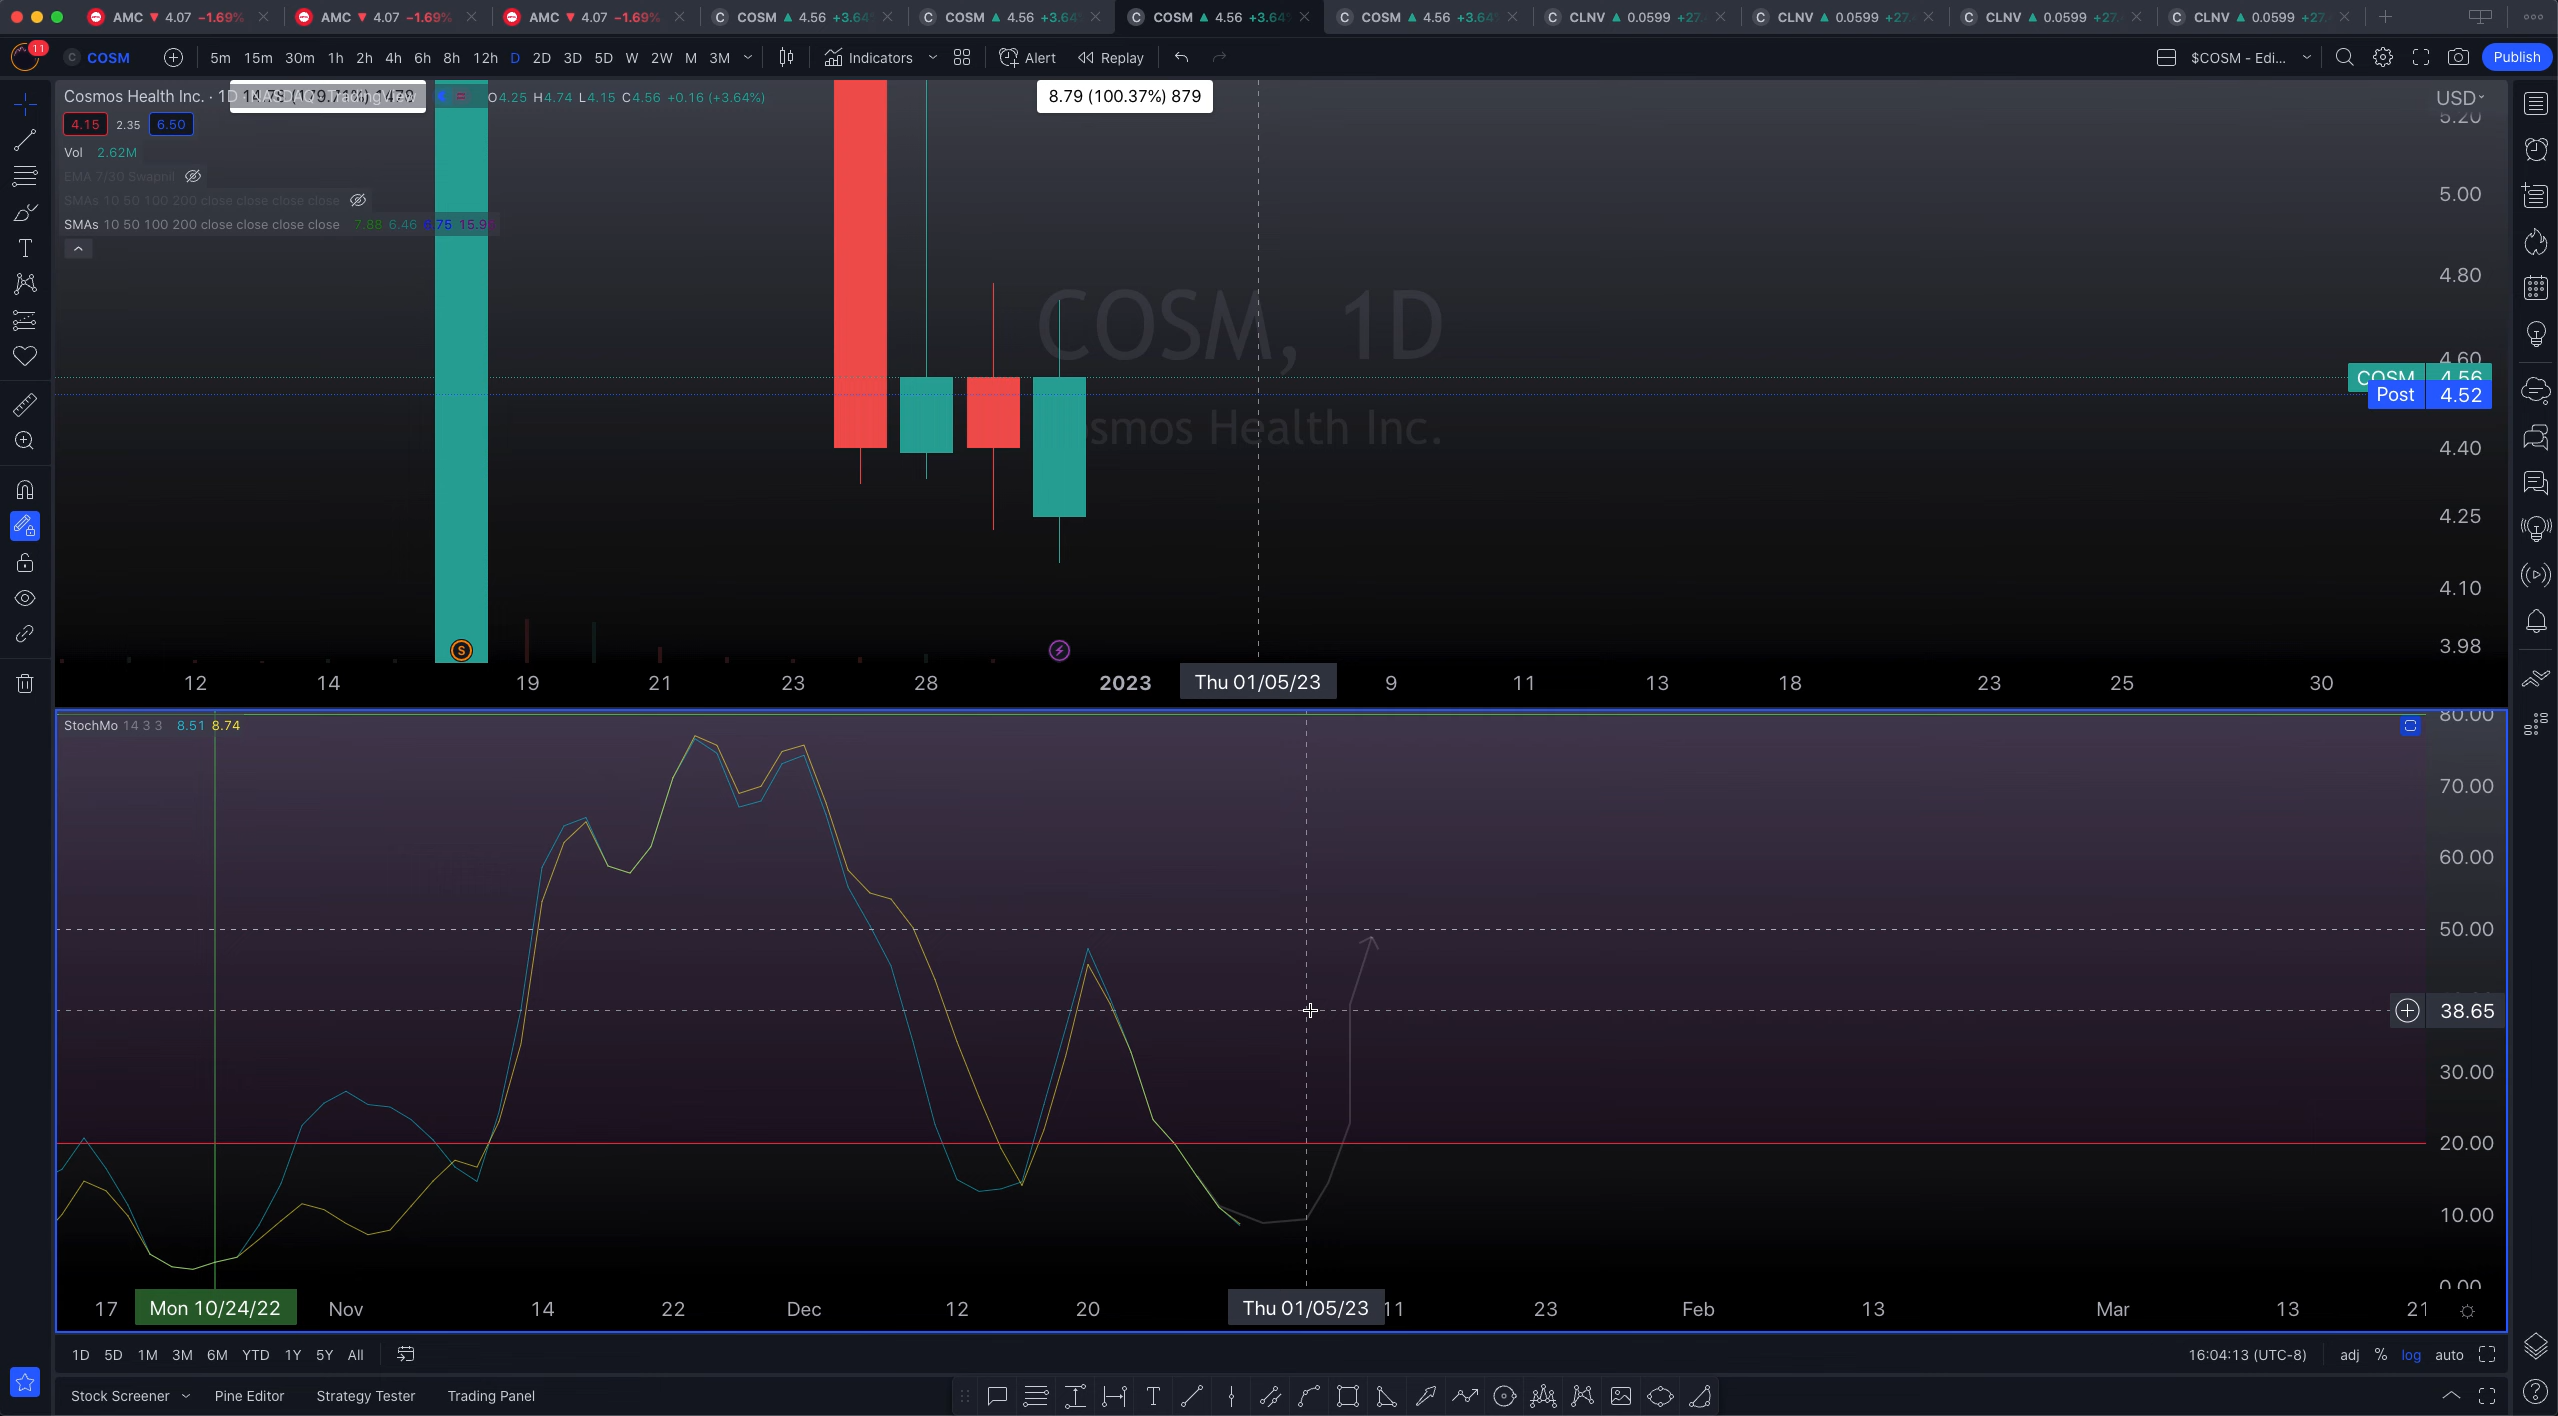 AMC ▼ 4.07 −1.69% AMC ▼ 4.07 −1.69% AMC ▼ 4.07 −1.69% COSM ▲ 4.56 +3.64 COSM ▲ 4.56 +3.64 COSM ▲ 4.56 +3.64 COSM ▲ 4.56 +3.64 CLNV ▲ 0.0599 +27. CLNV ▲ 0.0599 +27. CLNV ▲ 0.0599 +27. CLNV ▲ 0.0599 +27.
11 COSM 5m 15m 30m 1h 2h 4h 6h 8h 12h D 2D 3D 5D W 2W M 3M Indicators Alert Replay $COSM - Edi... Publish
Cosmos Health Inc. · 1D O4.25 H4.74 L4.15 C4.56 +0.16 (+3.64%) 8.79 (100.37%) 879 USD
4.15 2.35 6.50
5.20
Vol 2.62M
EMA 7/30 Swapnil
SMAs 10 50 100 200 close close close close
SMAs 10 50 100 200 close close close close 7.88 6.46 6.75
5.00
4.80
COSM, 1D
4.60
COSM 4.56
Post 4.52
smos Health Inc.
4.40
4.25
4.10
S
3.98
12 14 19 21 23 28 2023 Thu 01/05/23 9 11 13 18 23 25 30
StochMo 14 3 3 8.51 8.74
80.00
70.00
60.00
50.00
38.65
30.00
20.00
10.00
0.00
17 Mon 10/24/22 Nov 14 22 Dec 12 20 Thu 01/05/23 11 23 Feb 13 Mar 13 21
1D 5D 1M 3M 6M YTD 1Y 5Y All 16:04:13 (UTC-8) adj % log auto
Stock Screener Pine Editor Strategy Tester Trading Panel